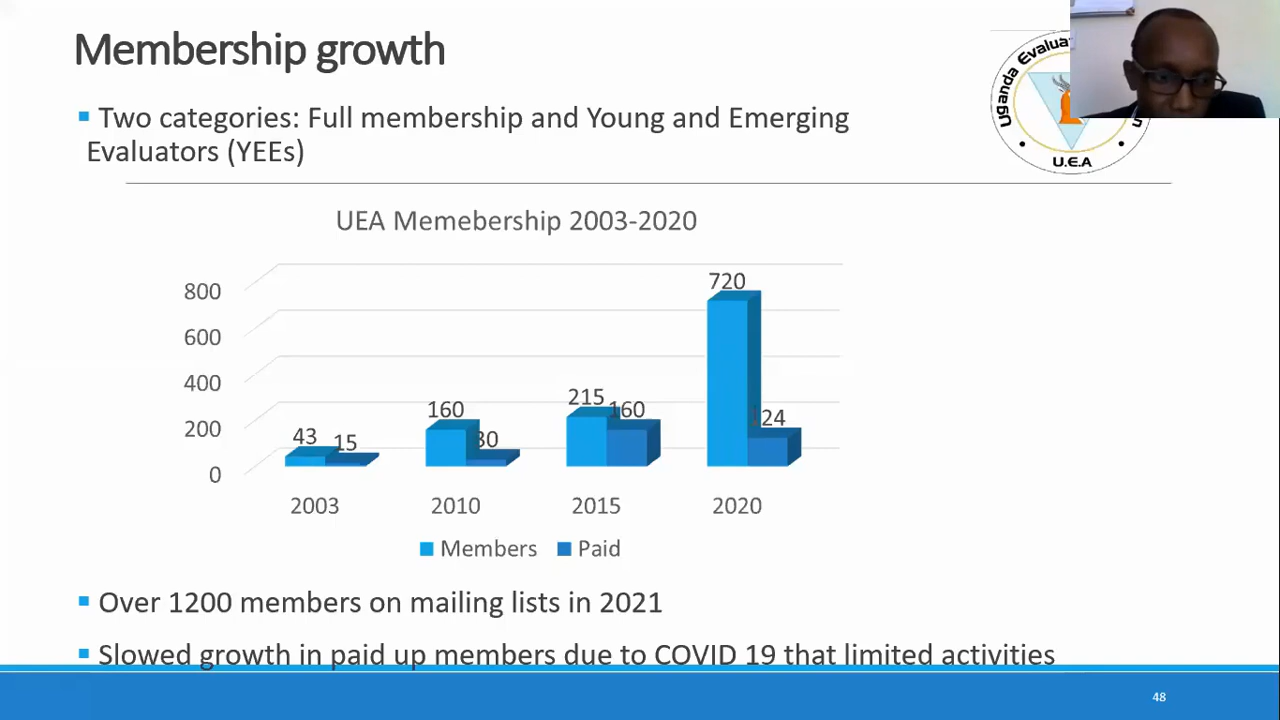 Membership growth
Two categories: Full membership and Young and Emerging
Evaluators (YEEs)
Uganda Evalua
U.E.A
UEA Memebership 2003-2020
800
600
400
200
0
43
15
160
30
215
160
720
24
2003
2010
2015
2020
Members
Paid
Over 1200 members on mailing lists in 2021
Slowed growth in paid up members due to COVID 19 that limited activities
48